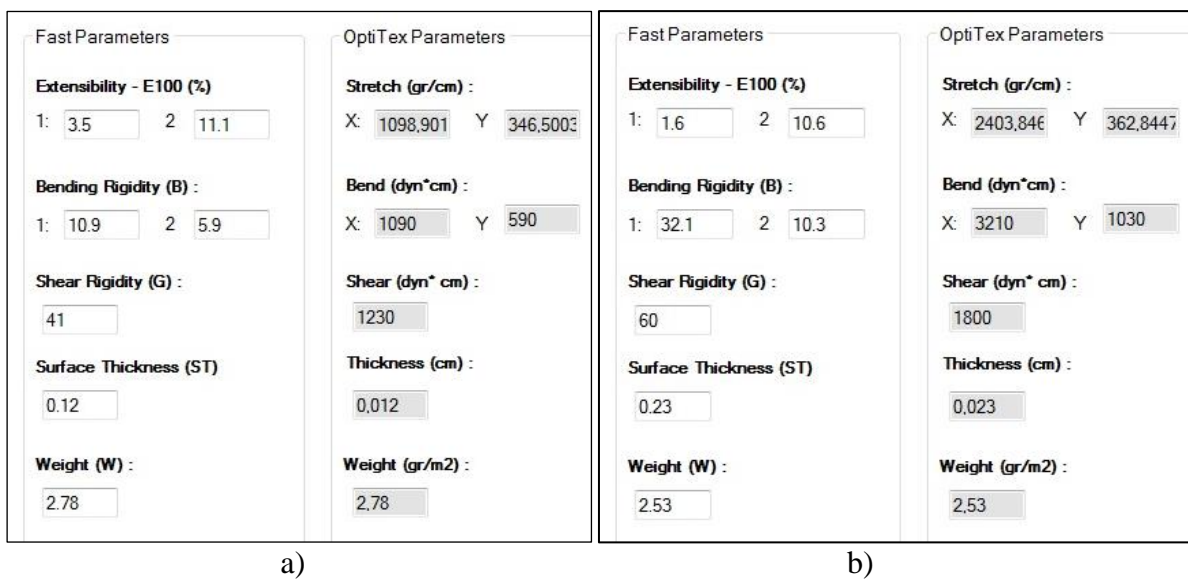 Fast Parameters
Extensibility - E100 (%)
1: 3.5 2 11.1
Bending Rigidity (B) :
1: 10.9 2 5.9
Shear Rigidity (G) :
41
Surface Thickness (ST)
0.12
Weight (W) :
2.78
OptiTex Parameters
Stretch (gr/cm) :
X: 1098,901 Y 346,5003
Bend (dyn*cm) :
X: 1090 Y 590
Shear (dyn* cm) :
1230
Thickness (cm) :
0,012
Weight (gr/m2) :
2,78
a)
Fast Parameters
Extensibility - E100 (%)
1: 1.6 2 10.6
Bending Rigidity (B) :
1: 32.1 2 10.3
Shear Rigidity (G) :
60
Surface Thickness (ST)
0.23
Weight (W) :
2.53
OptiTex Parameters
Stretch (gr/cm) :
X: 2403,846 Y 362,8447
Bend (dyn*cm) :
X: 3210 Y 1030
Shear (dyn* cm) :
1800
Thickness (cm) :
0,023
Weight (gr/m2) :
2,53
b)